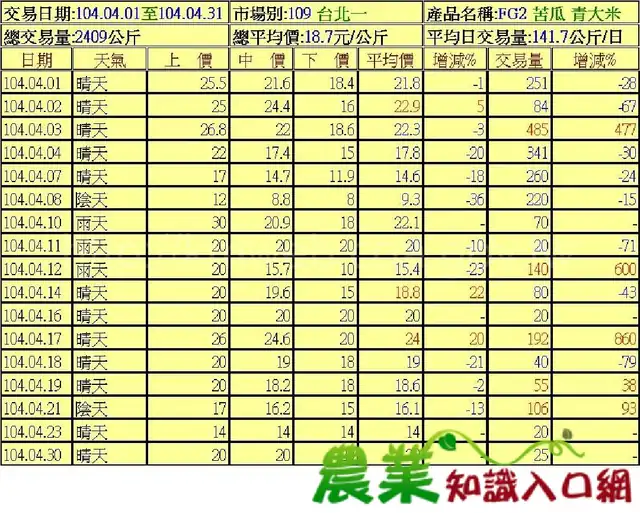 交易日期:104.04.01至104.04.31 市場別:109 台北一 產品名稱:FG2 苦瓜 青大米
總交易量:2409公斤 總平均價:18.7元/公斤 平均日交易量:141.7公斤/日
日期 天氣 上 價 中 價 下 價 平均價 增減% 交易量 增減%
104.04.01 晴天 25.5 21.6 18.4 21.8 -1 251 -28
104.04.02 晴天 25 24.4 16 22.9 5 84 -67
104.04.03 晴天 26.8 22 18.6 22.3 -3 485 477
104.04.04 晴天 22 17.4 15 17.8 -20 341 -30
104.04.07 晴天 17 14.7 11.9 14.6 -18 260 -24
104.04.08 陰天 12 8.8 8 9.3 -36 220 -15
104.04.10 雨天 30 20.9 18 22.1 - 70 -
104.04.11 雨天 20 20 20 20 -10 20 -71
104.04.12 雨天 20 15.7 10 15.4 -23 140 600
104.04.14 晴天 20 19.6 15 18.8 22 80 -43
104.04.16 晴天 20 20 20 20 - 20 -
104.04.17 晴天 26 24.6 20 24 20 192 860
104.04.18 晴天 20 19 18 19 -21 40 -79
104.04.19 晴天 20 18.2 18 18.6 -2 55 38
104.04.21 陰天 17 16.2 15 16.1 -13 106 93
104.04.23 晴天 14 14 14 14 - 20 -
104.04.30 晴天 20 20 20 - 25 -
農業知識入口網